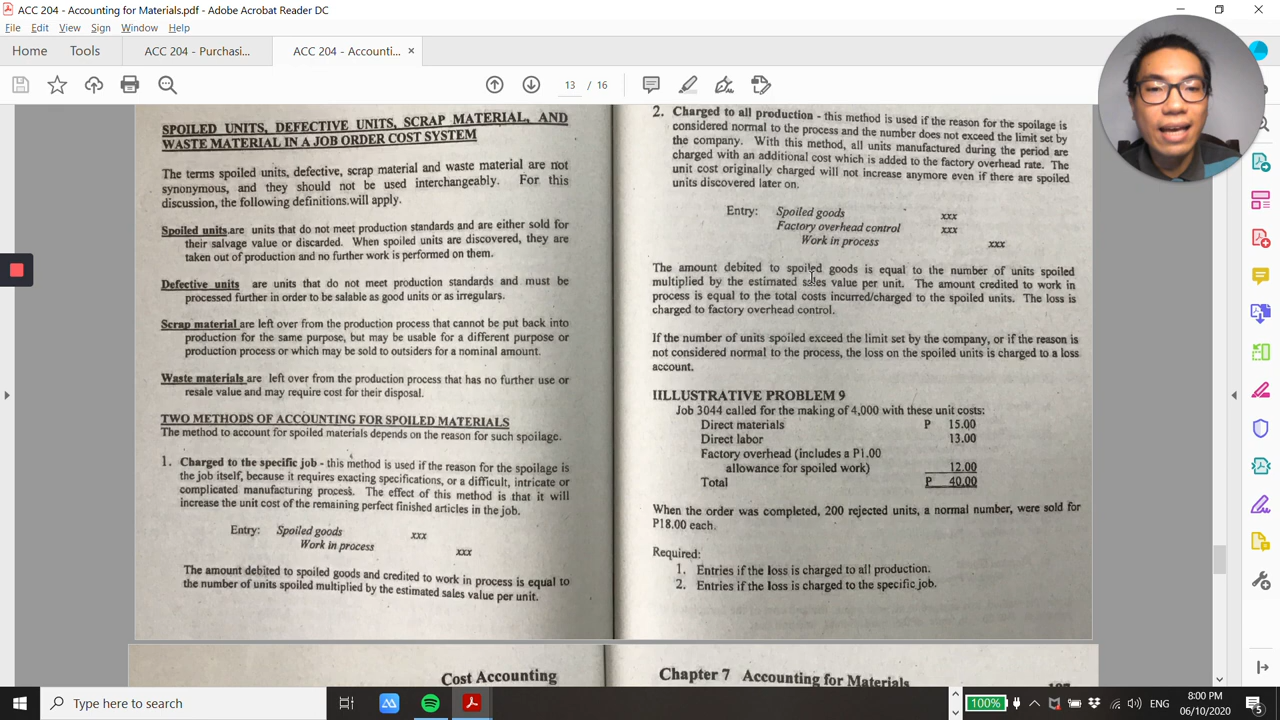 ACC 204 - Accounting for Materials.pdf - Adobe Acrobat Reader DC
File Edit View Sign Window Help
Home Tools ACC 204 - Purchasi... ACC 204 - Accounti... ×
13 / 16
SPOILED UNITS, DEFECTIVE UNITS, SCRAP MATERIAL, AND
WASTE MATERIAL IN A JOB ORDER COST SYSTEM
The terms spoiled units, defective, scrap material and waste material are not
synonymous, and they should not be used interchangeably. For this
discussion, the following definitions will apply.
Spoiled units are units that do not meet production standards and are either sold for
their salvage value or discarded. When spoiled units are discovered, they are
taken out of production and no further work is performed on them.
Defective units are units that do not meet production standards and must be
processed further in order to be salable as good units or as irregulars.
Scrap material are left over from the production process that cannot be put back into
production for the same purpose, but may be usable for a different purpose or
production process or which may be sold to outsiders for a nominal amount.
Waste materials are left over from the production process that has no further use or
resale value and may require cost for their disposal.
TWO METHODS OF ACCOUNTING FOR SPOILED MATERIALS
The method to account for spoiled materials depends on the reason for such spoilage.
1. Charged to the specific job - this method is used if the reason for the spoilage is
the job itself, because it requires exacting specifications, or a difficult, intricate or
complicated manufacturing process. The effect of this method is that it will
increase the unit cost of the remaining perfect finished articles in the job.
Entry: Spoiled goods xxx
Work in process xxx
The amount debited to spoiled goods and credited to work in process is equal to
the number of units spoiled multiplied by the estimated sales value per unit.
2. Charged to all production - this method is used if the reason for the spoilage is
considered normal to the process and the number does not exceed the limit set by
the company. With this method, all units manufactured during the period are
charged with an additional cost which is added to the factory overhead rate. The
unit cost originally charged will not increase anymore even if there are spoiled
units discovered later on.
Entry: Spoiled goods xxx
Factory overhead control xxx
Work in process xxx
The amount debited to spoiled goods is equal to the number of units spoiled
multiplied by the estimated sales value per unit. The amount credited to work in
process is equal to the total costs incurred/charged to the spoiled units. The loss is
charged to factory overhead control.
If the number of units spoiled exceed the limit set by the company, or if the reason is
not considered normal to the process, the loss on the spoiled units is charged to a loss
account.
IILLUSTRATIVE PROBLEM 9
Job 3044 called for the making of 4,000 with these unit costs:
Direct materials P 15.00
Direct labor 13.00
Factory overhead (includes a P1.00
allowance for spoiled work) 12.00
Total P 40.00
When the order was completed, 200 rejected units, a normal number, were sold for
P18.00 each.
Required:
1. Entries if the loss is charged to all production.
2. Entries if the loss is charged to the specific job.
Cost Accounting
Chapter 7 Accounting for Materials
Type here to search
100%
ENG
8:00 PM
06/10/2020
5